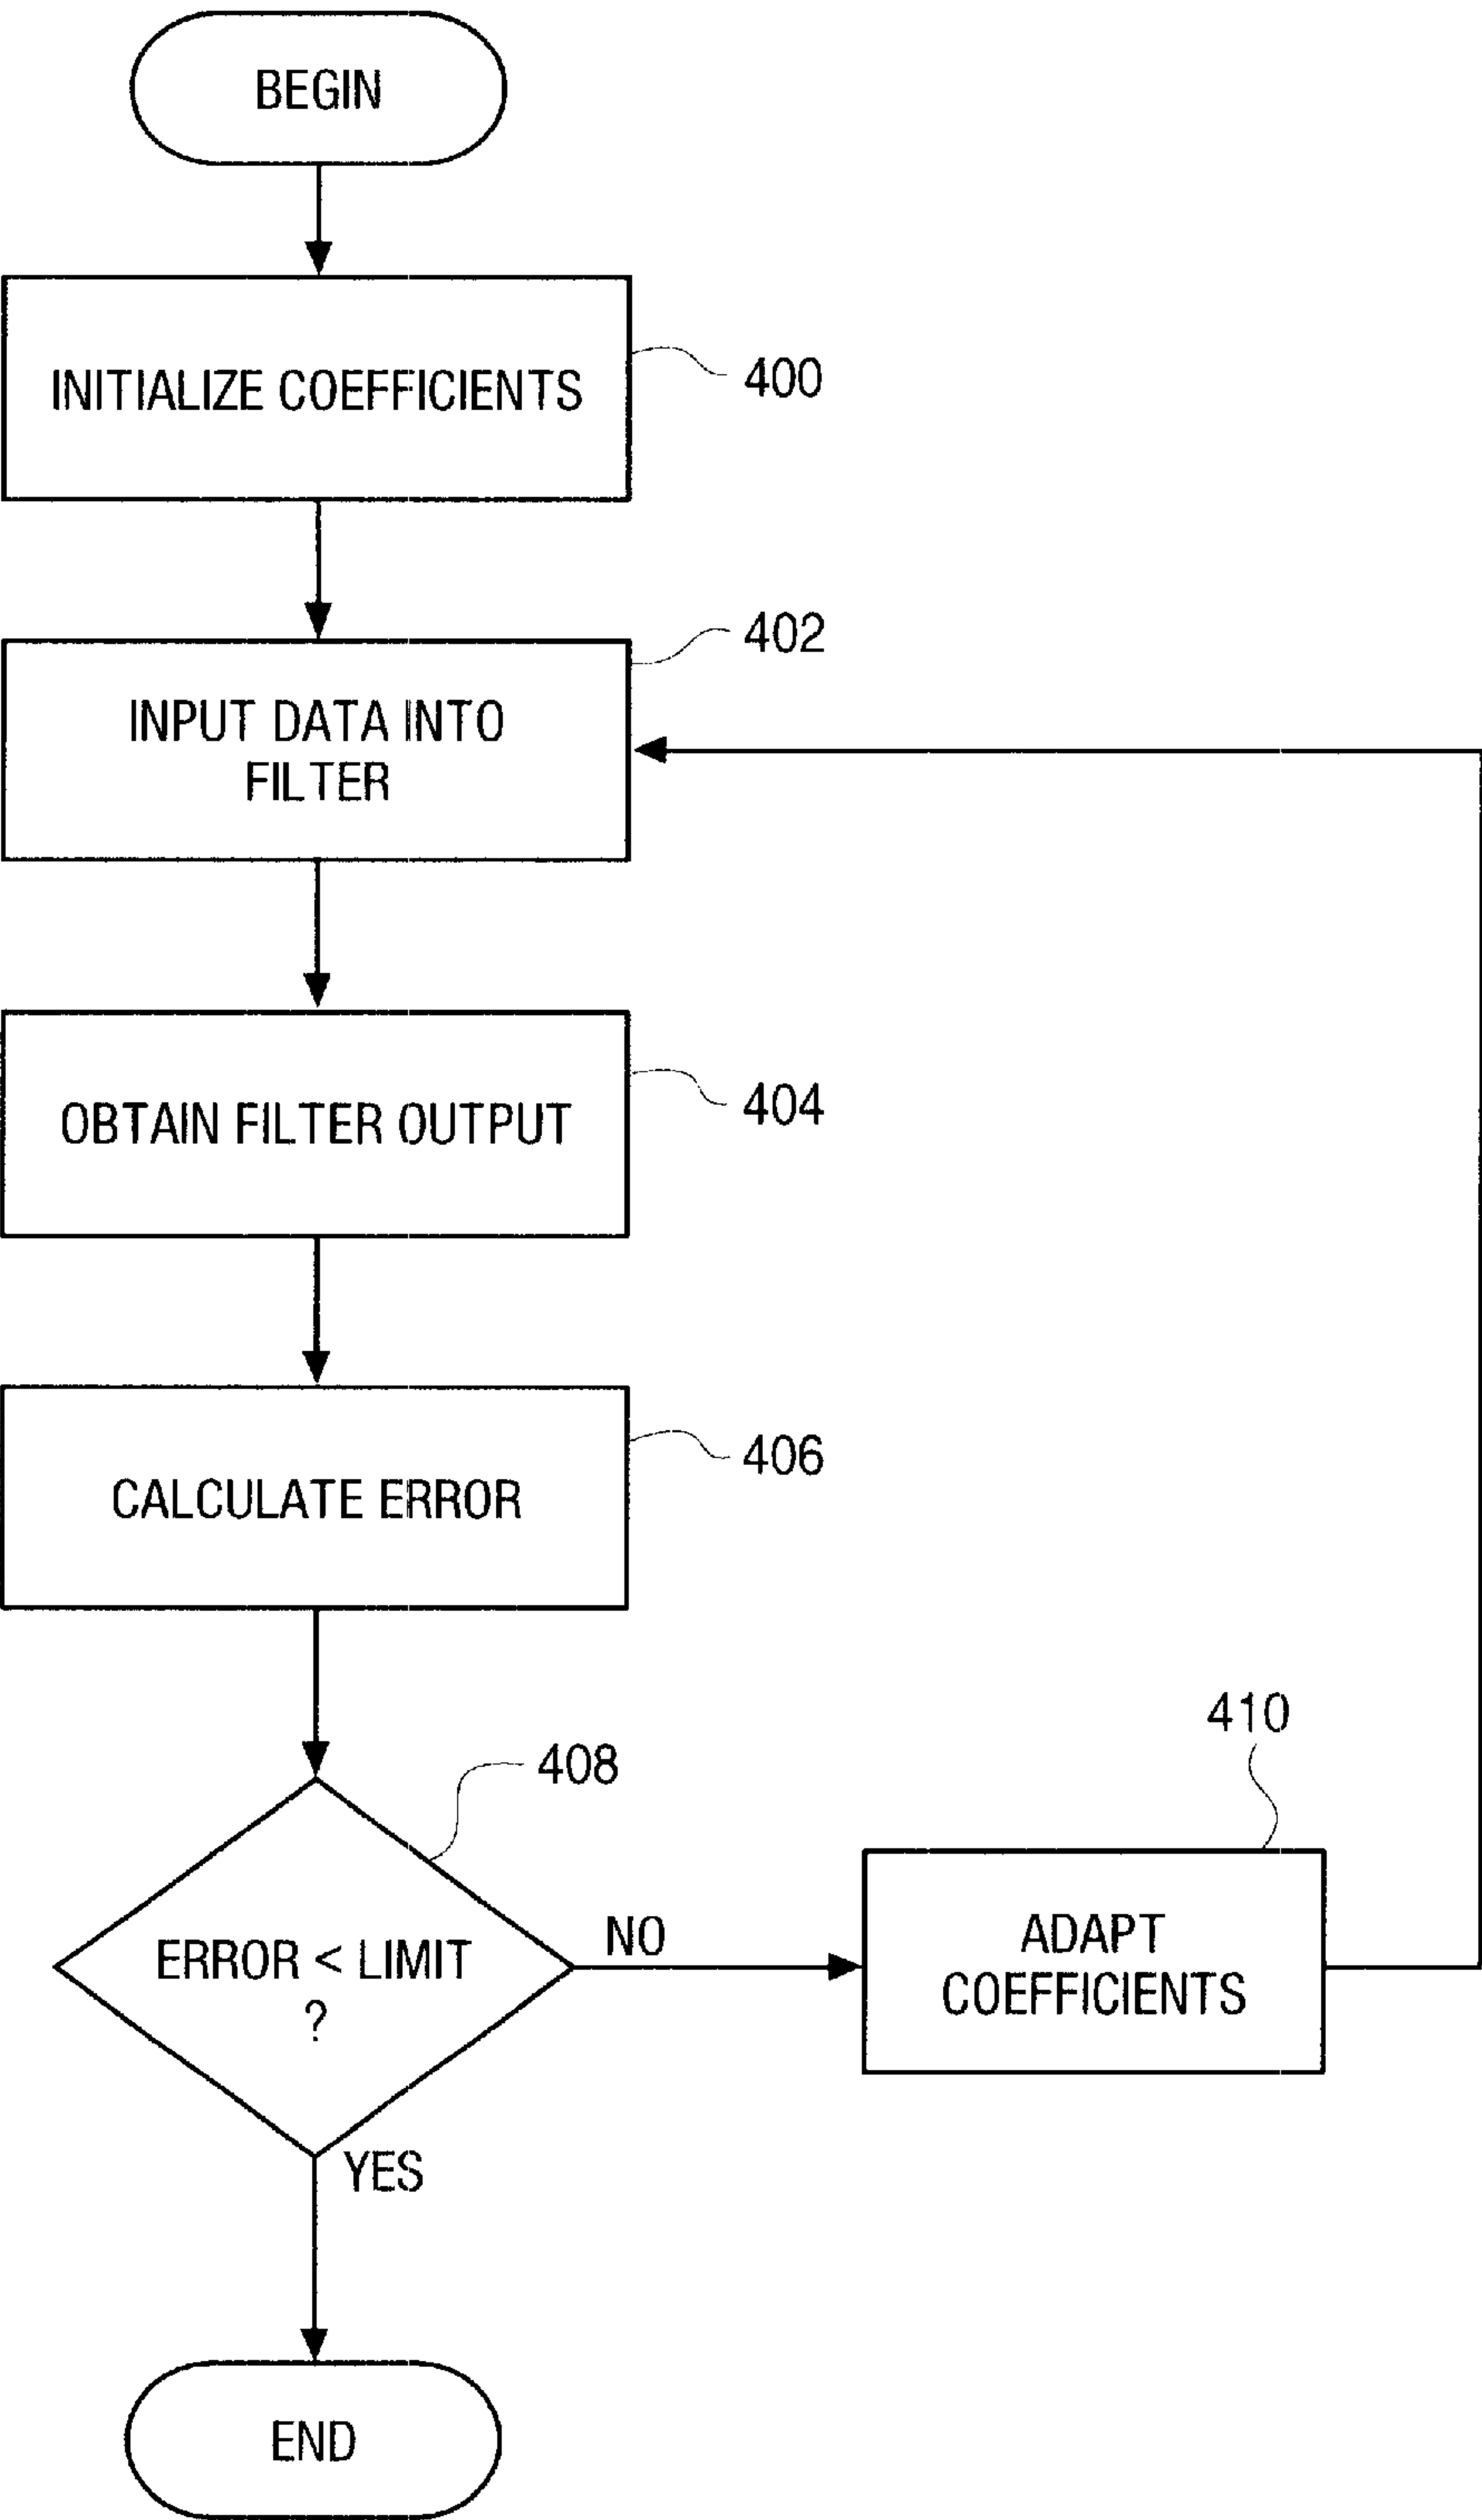 BEGIN
INITIALIZE COEFFICIENTS
400
402
INPUT DATA INTO
FILTER
OBTAIN FILTER OUTPUT
404
CALCULATE ERROR
406
408
410
ERROR < LIMIT
?
NO
ADAPT
COEFFICIENTS
YES
END